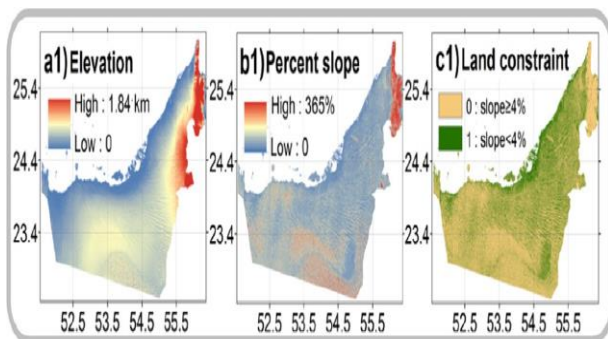 a1) Elevation
High : 1.84 km
Low : 0
b1) Percent slope
High : 365%
Low : 0
c1) Land constraint
0 : slope≥4%
1 : slope<4%
25.4
24.4
23.4
25.4
24.4
23.4
25.4
24.4
23.4
52.5 53.5 54.5 55.5
52.5 53.5 54.5 55.5
52.5 53.5 54.5 55.5